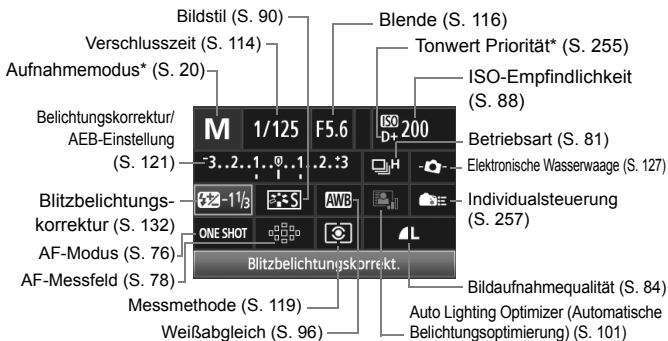 Bildstil (S. 90)
Blende (S. 116)
Verschlusszeit (S. 114)
Tonwert Priorität* (S. 255)
Aufnahmemodus* (S. 20)
ISO-Empfindlichkeit
(S. 88)
M 1/125 F5.6 ISO D+ 200
Belichtungskorrektur/
AEB-Einstellung
(S. 121)
-3..2..1..0..1..2..+3
H
Betriebsart (S. 81)
Elektronische Wasserwaage (S. 127)
Blitzbelichtungs-
korrektur (S. 132)
-1 1/3
S
AWB
Individualsteuerung
(S. 257)
AF-Modus (S. 76)
ONE SHOT
L
AF-Messfeld (S. 78)
Blitzbelichtungskorrekt.
Bildaufnahmequalität (S. 84)
Messmethode (S. 119)
Auto Lighting Optimizer (Automatische
Belichtungsoptimierung) (S. 101)
Weißabgleich (S. 96)